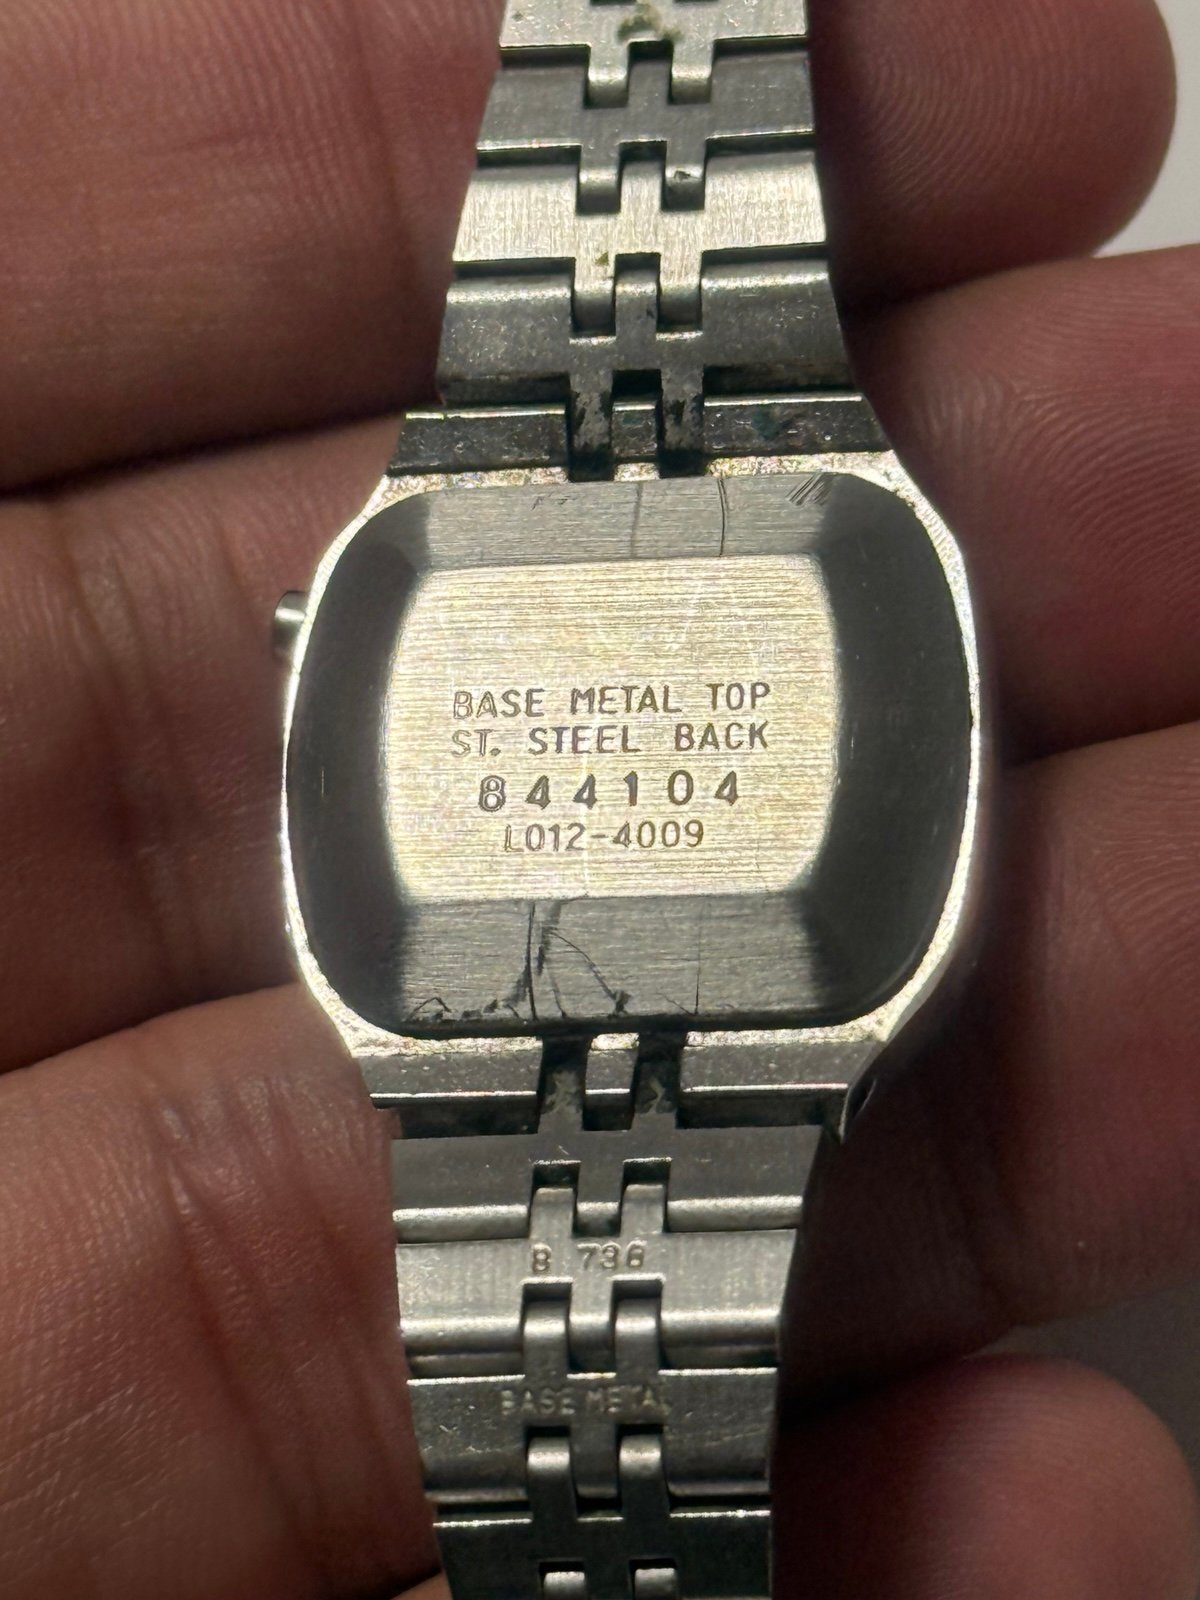 BASE METAL TOP
ST. STEEL BACK
844104
L012-4009
B 736
BASE METAL